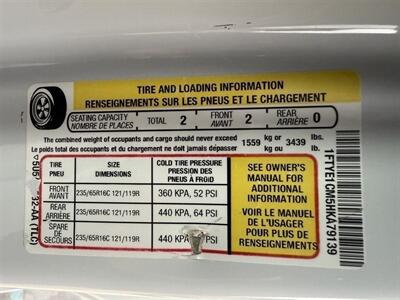 TIRE AND LOADING INFORMATION
RENSEIGNEMENTS SUR LES PNEUS ET LE CHARGEMENT
SEATING CAPACITY TOTAL 2 FRONT 2 REAR 0
NOMBRE DE PLACES AVANT ARRIÈRE
The combined weight of occupants and cargo should never exceed 1559 kg or 3439 lbs.
Le poids total des occupants et du chargement ne doit jamais dépasser kg ou lb.
TIRE SIZE COLD TIRE PRESSURE
PNEU DIMENSIONS PRESSION DES PNEUS À FROID
FRONT AVANT 235/65R16C 121/119R 360 KPA, 52 PSI
REAR ARRIÈRE 235/65R16C 121/119R 440 KPA, 64 PSI
SPARE DE SECOURS 235/65R16C 121/119R 440 KPA, 64 PSI
SEE OWNER'S
MANUAL FOR
ADDITIONAL
INFORMATION
VOIR LE MANUEL
DE L'USAGER
POUR PLUS DE
RENSEIGNEMENTS